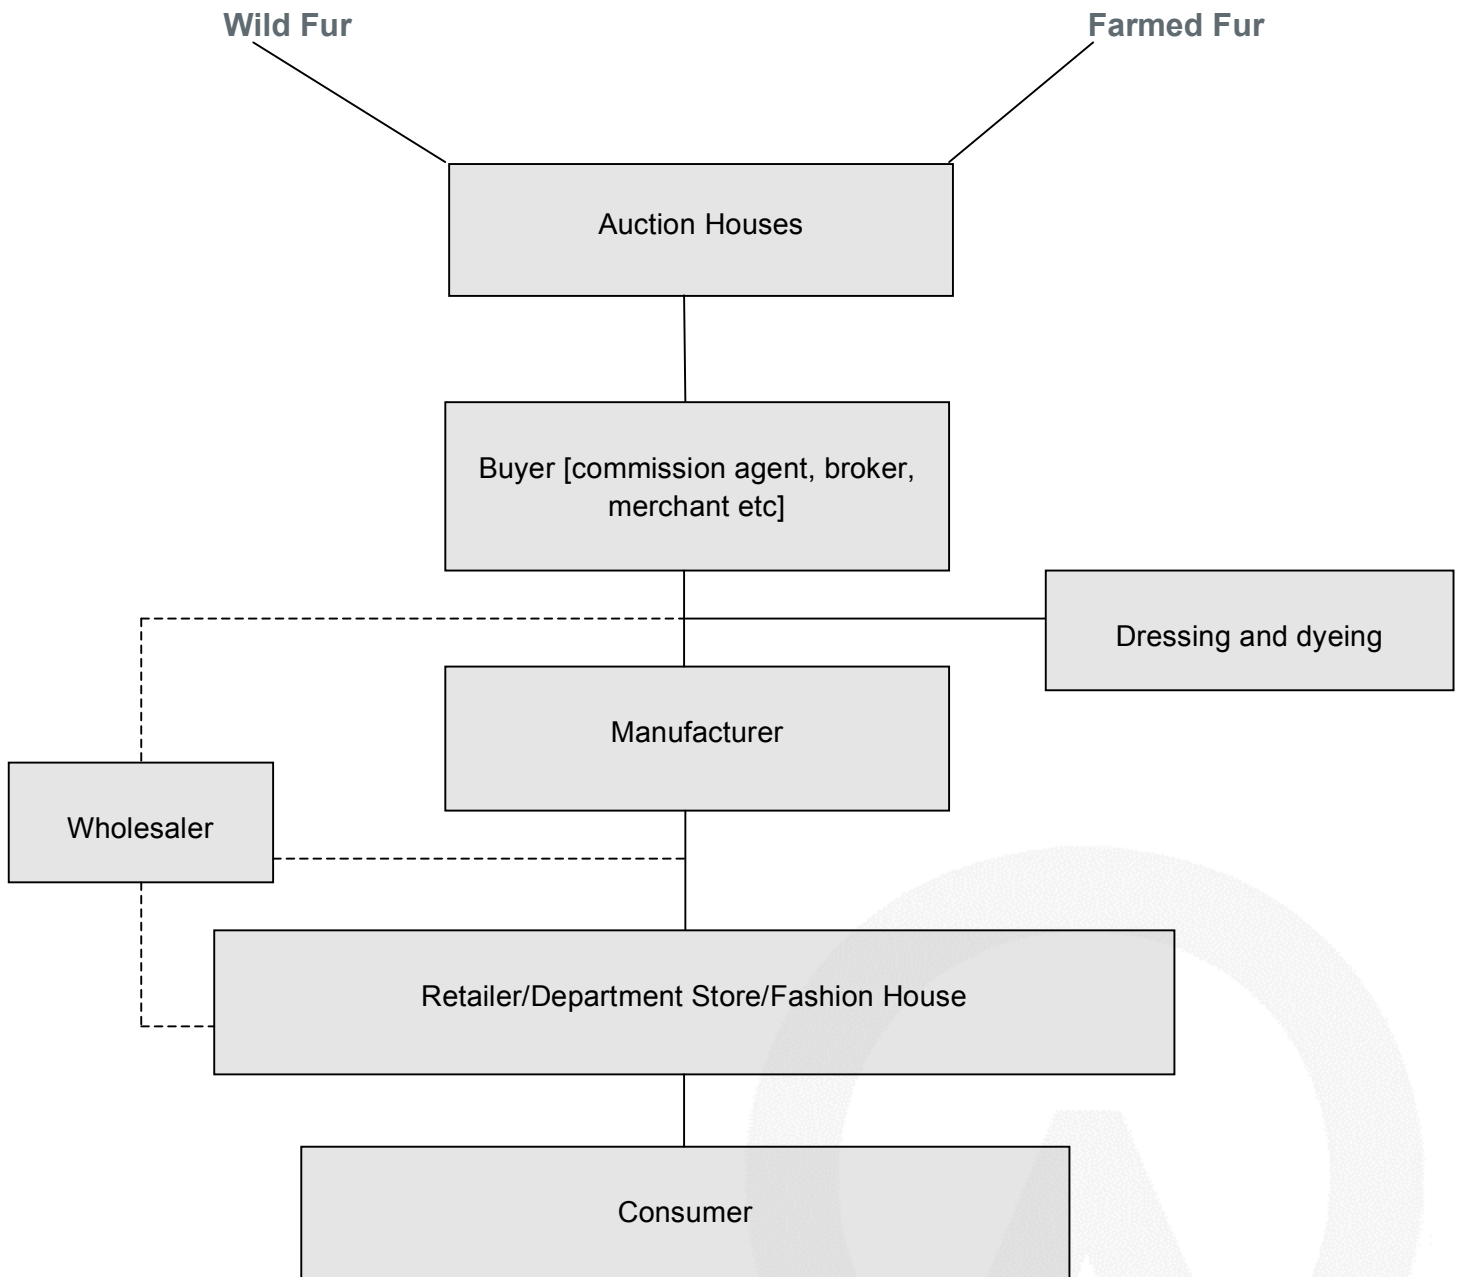 Wild Fur
Farmed Fur
Auction Houses
Buyer [commission agent, broker,
merchant etc]
Dressing and dyeing
Manufacturer
Wholesaler
Retailer/Department Store/Fashion House
Consumer